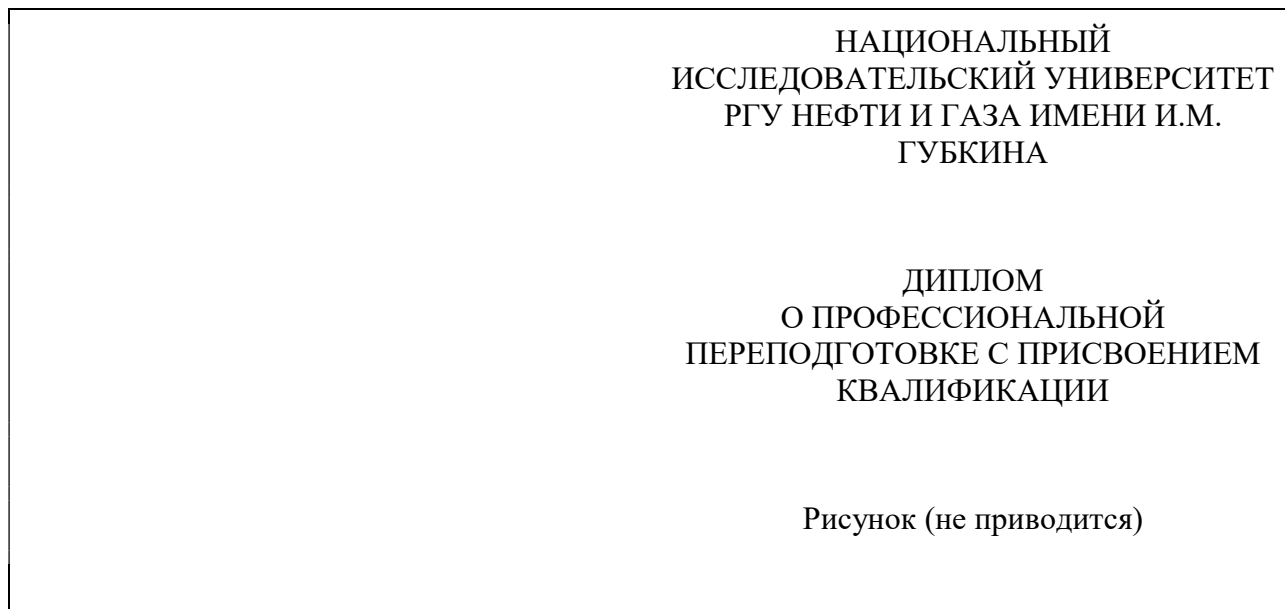 НАЦИОНАЛЬНЫЙ
ИССЛЕДОВАТЕЛЬСКИЙ УНИВЕРСИТЕТ
РГУ НЕФТИ И ГАЗА ИМЕНИ И.М.
ГУБКИНА
ДИПЛОМ
О ПРОФЕССИОНАЛЬНОЙ
ПЕРЕПОДГОТОВКЕ С ПРИСВОЕНИЕМ
КВАЛИФИКАЦИИ
Рисунок (не приводится)